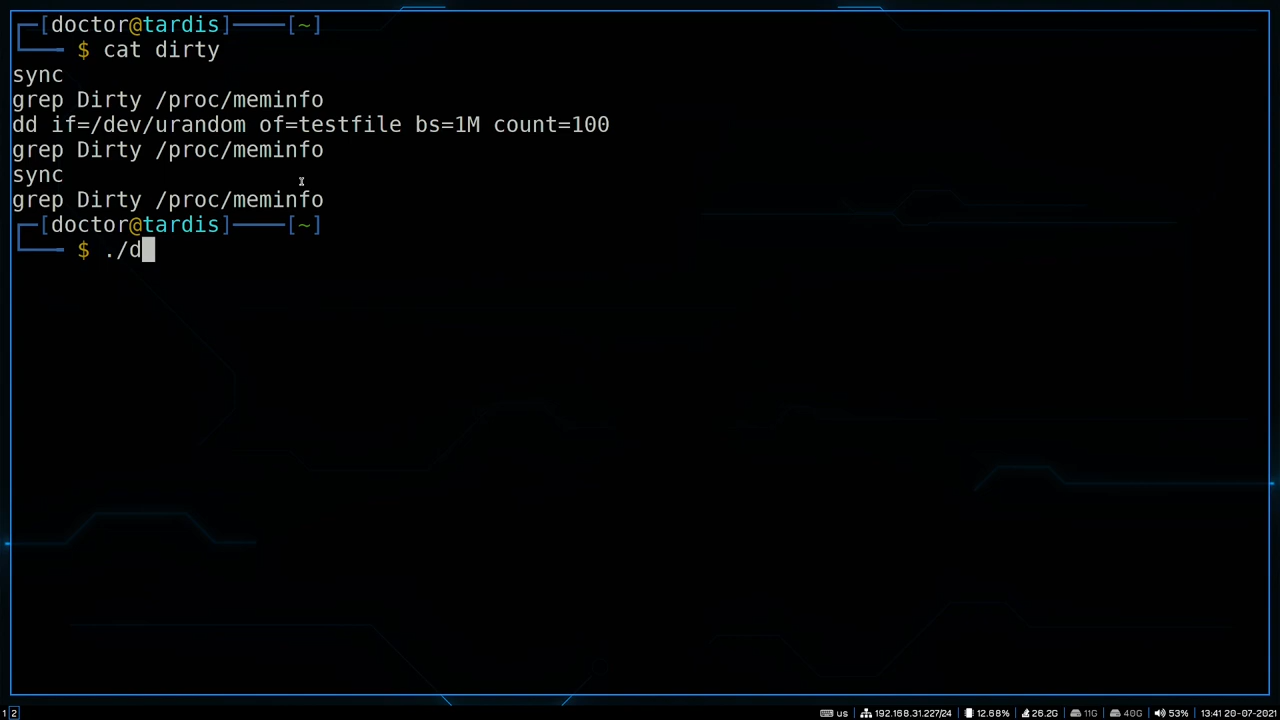 ┌─[doctor@tardis]────[~]
└─── $ cat dirty
sync
grep Dirty /proc/meminfo
dd if=/dev/urandom of=testfile bs=1M count=100
grep Dirty /proc/meminfo
sync
grep Dirty /proc/meminfo
┌─[doctor@tardis]────[~]
└─── $ ./d
1 2 us 192.168.31.227/24 12.68% 26.2G 11G 40G 53% 13:41 20-07-2021